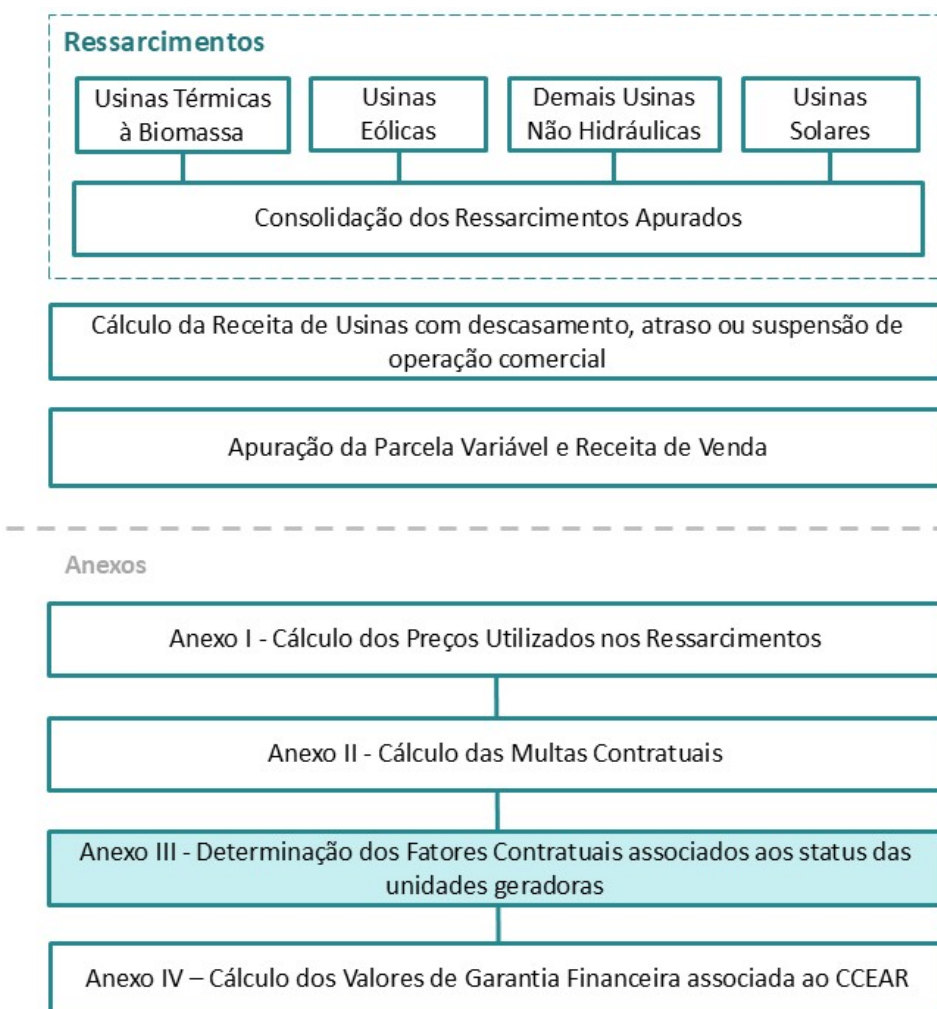 Ressarcimentos
Usinas Térmicas
à Biomassa
Usinas
Eólicas
Demais Usinas
Não Hidráulicas
Usinas
Solares
Consolidação dos Ressarcimentos Apurados
Cálculo da Receita de Usinas com descasamento, atraso ou suspensão de
operação comercial
Apuração da Parcela Variável e Receita de Venda
Anexos
Anexo I - Cálculo dos Preços Utilizados nos Ressarcimentos
Anexo II - Cálculo das Multas Contratuais
Anexo III - Determinação dos Fatores Contratuais associados aos status das
unidades geradoras
Anexo IV – Cálculo dos Valores de Garantia Financeira associada ao CCEAR